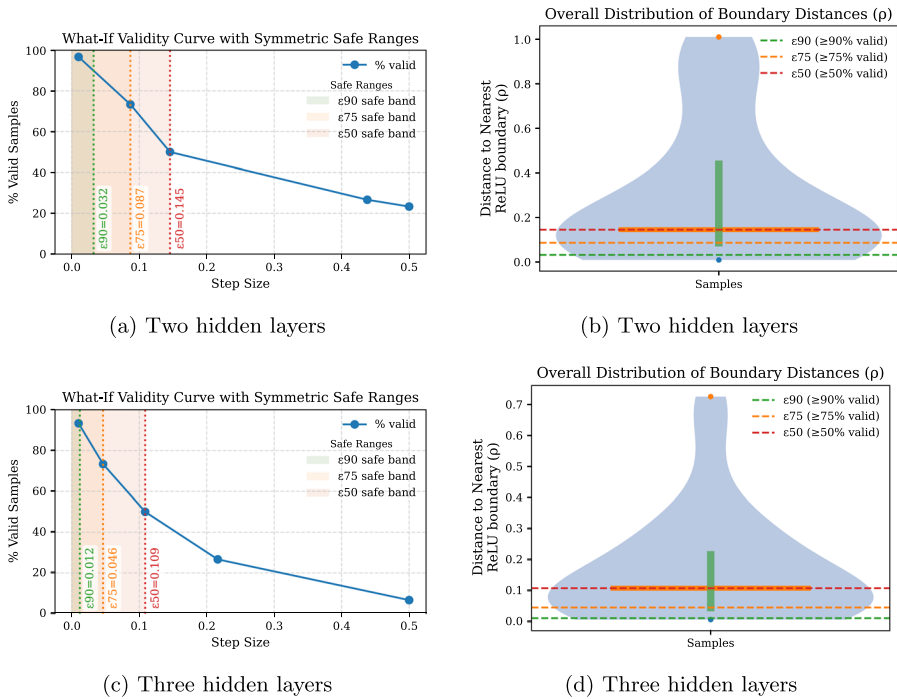 What-If Validity Curve with Symmetric Safe Ranges
100
80
60
40
20
0
% Valid Samples
% valid
Safe Ranges
ε90 safe band
ε75 safe band
ε50 safe band
ε90=0.032
ε75=0.087
ε50=0.145
0.0 0.1 0.2 0.3 0.4 0.5
Step Size
(a) Two hidden layers
Overall Distribution of Boundary Distances (ρ)
1.0
0.8
0.6
0.4
0.2
0.0
Distance to Nearest
ReLU boundary (ρ)
ε90 (≥90% valid)
ε75 (≥75% valid)
ε50 (≥50% valid)
Samples
(b) Two hidden layers
What-If Validity Curve with Symmetric Safe Ranges
100
80
60
40
20
0
% Valid Samples
% valid
Safe Ranges
ε90 safe band
ε75 safe band
ε50 safe band
ε90=0.012
ε75=0.046
ε50=0.109
0.0 0.1 0.2 0.3 0.4 0.5
Step Size
(c) Three hidden layers
Overall Distribution of Boundary Distances (ρ)
0.7
0.6
0.5
0.4
0.3
0.2
0.1
0.0
Distance to Nearest
ReLU boundary (ρ)
ε90 (≥90% valid)
ε75 (≥75% valid)
ε50 (≥50% valid)
Samples
(d) Three hidden layers